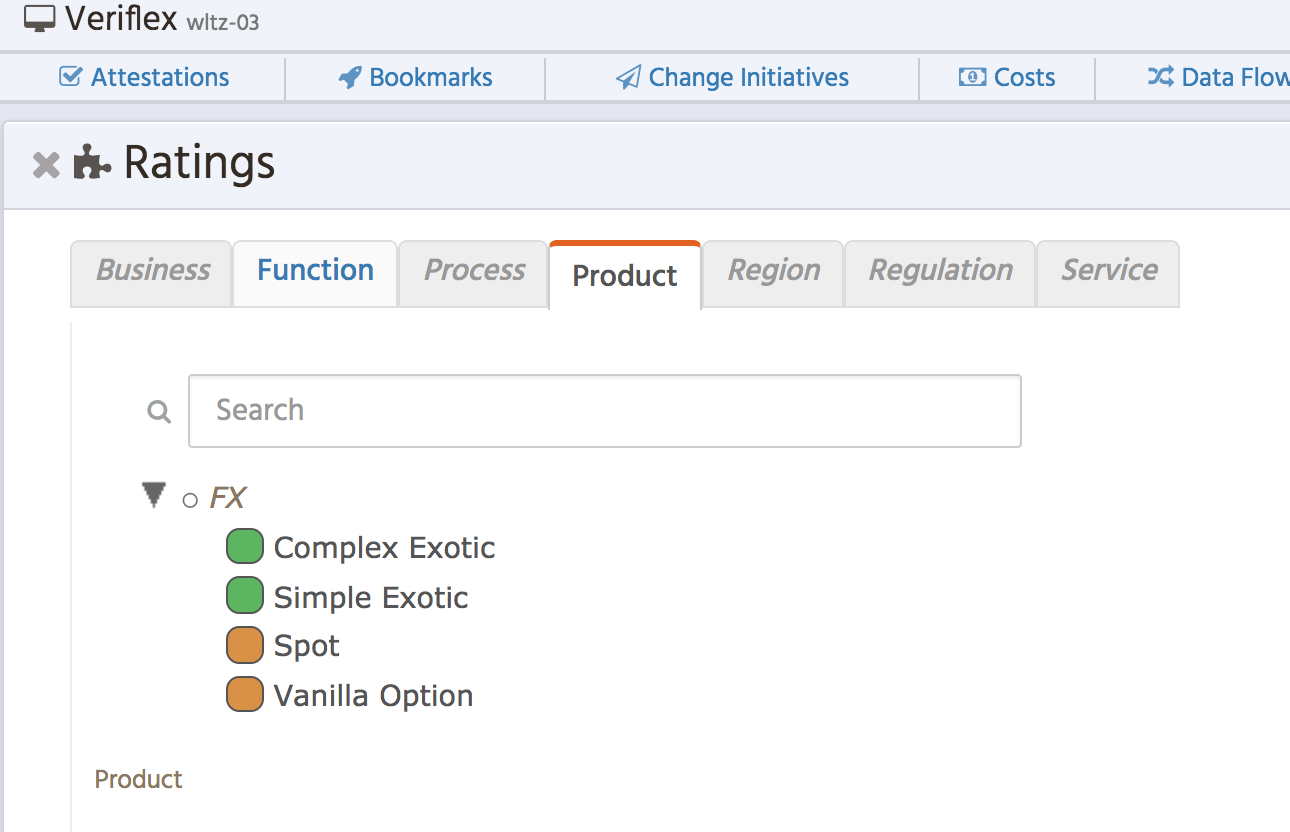 Veriflex wltz-03
Attestations Bookmarks Change Initiatives Costs Data Flow
Ratings
Business Function Process Product Region Regulation Service
Search
FX
Complex Exotic
Simple Exotic
Spot
Vanilla Option
Product